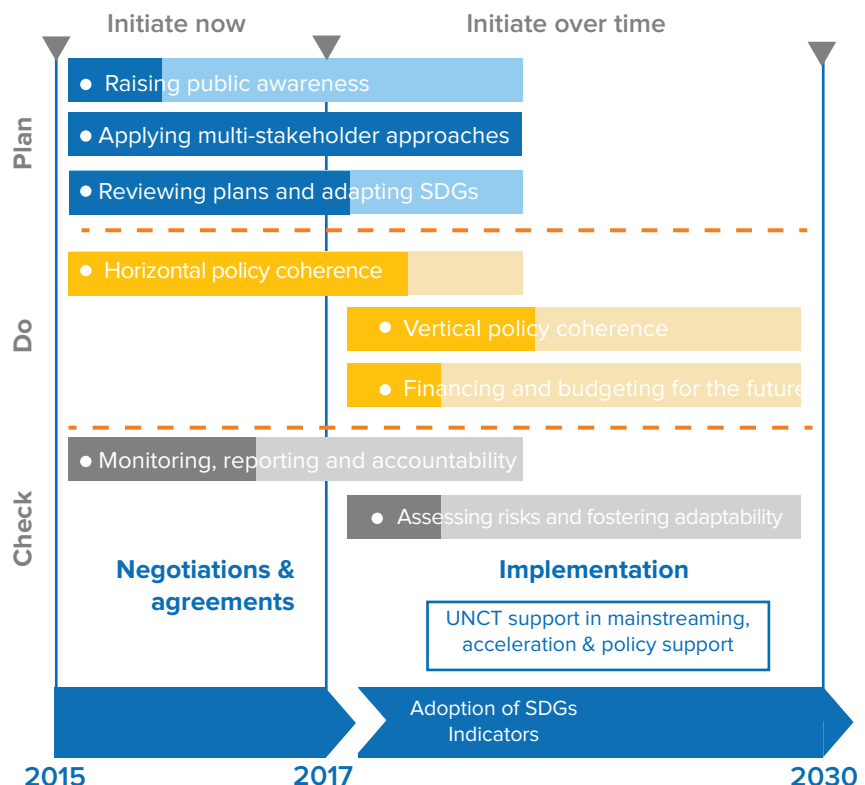 Initiate now
Initiate over time
Plan
Raising public awareness
Applying multi-stakeholder approaches
Reviewing plans and adapting SDGs
Do
Horizontal policy coherence
Vertical policy coherence
Financing and budgeting for the future
Check
Monitoring, reporting and accountability
Assessing risks and fostering adaptability
Negotiations &
agreements
Implementation
UNCT support in mainstreaming,
acceleration & policy support
Adoption of SDGs
Indicators
2015
2017
2030